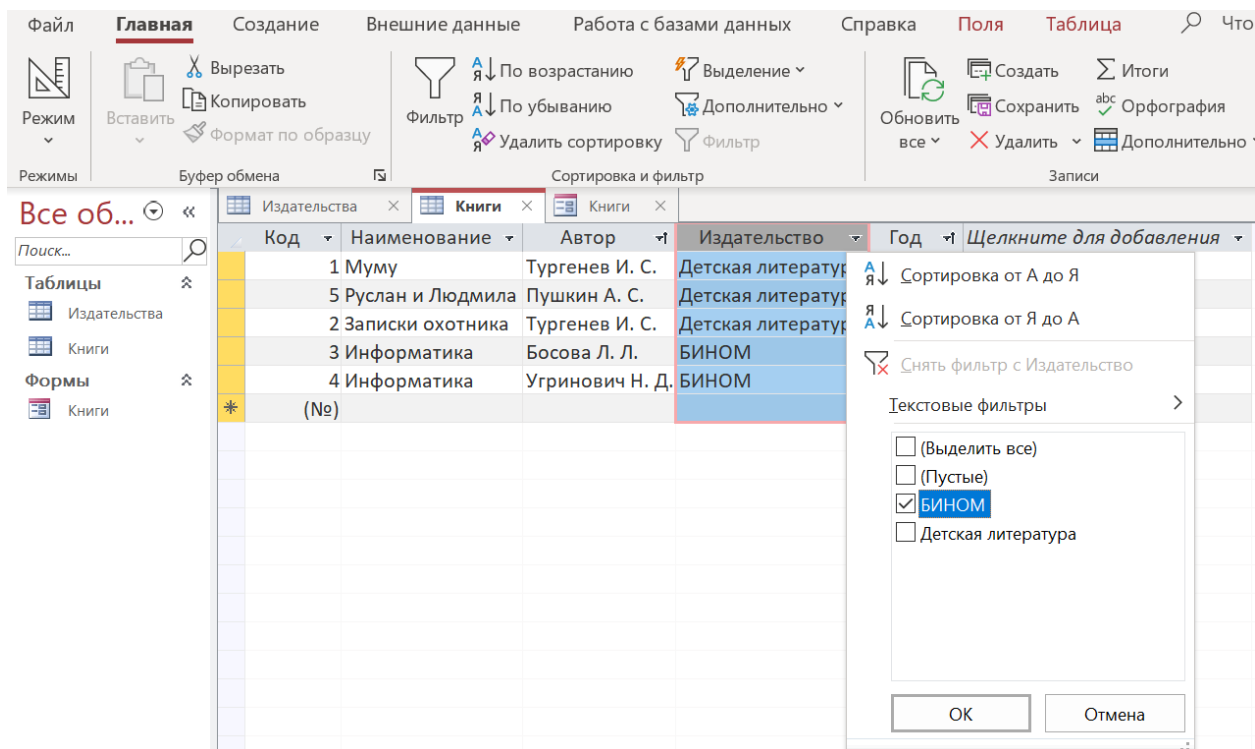 Файл Главная Создание Внешние данные Работа с базами данных Справка Поля Таблица Что
Режим
Режимы
Вставить
Вырезать
Копировать
Формат по образцу
Буфер обмена
Фильтр
По возрастанию
По убыванию
Удалить сортировку
Выделение
Дополнительно
Фильтр
Сортировка и фильтр
Обновить
все
Создать
Сохранить
Удалить
Итоги
Орфография
Дополнительно
Записи
Все об...
Поиск...
Таблицы
Издательства
Книги
Формы
Книги
Издательства Книги Книги
Код Наименование Автор Издательство Год Щелкните для добавления
1 Муму Тургенев И. С. Детская литератур
5 Руслан и Людмила Пушкин А. С. Детская литератур
2 Записки охотника Тургенев И. С. Детская литератур
3 Информатика Босова Л. Л. БИНОМ
4 Информатика Угринович Н. Д. БИНОМ
(№)
Сортировка от А до Я
Сортировка от Я до А
Снять фильтр с Издательство
Текстовые фильтры
(Выделить все)
(Пустые)
БИНОМ
Детская литература
ОК Отмена